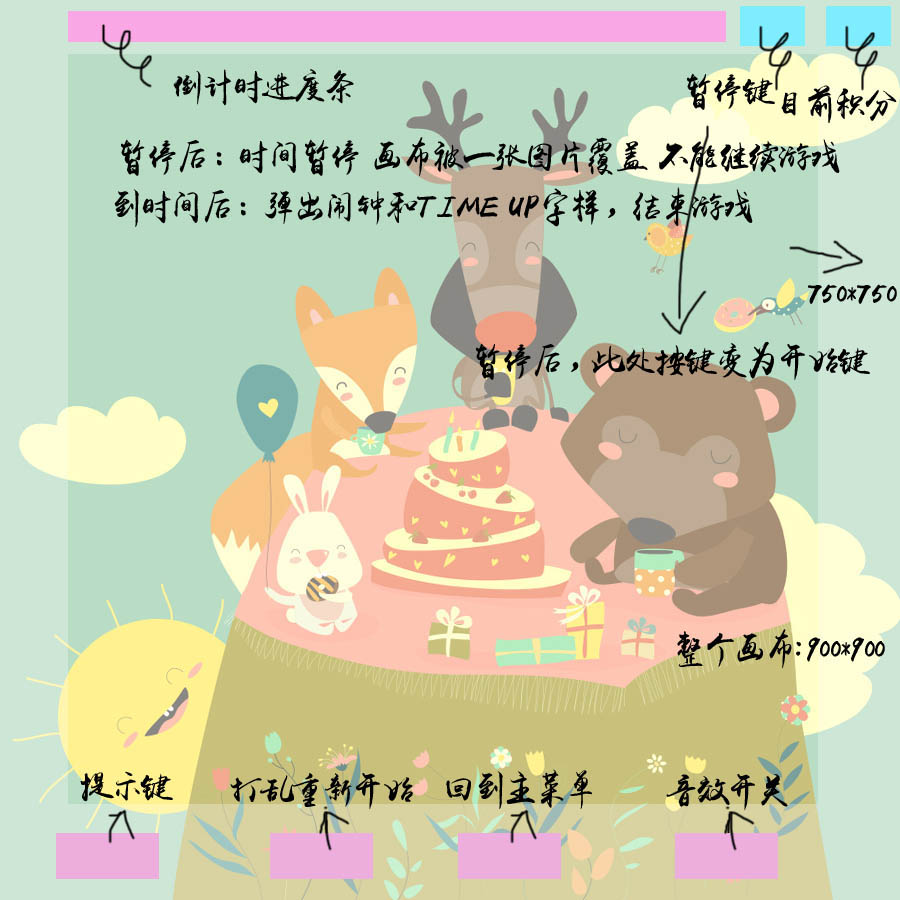 倒计时进度条
暂停键
目前积分
暂停后：时间暂停 画布被一张图片覆盖 不能继续游戏
到时间后：弹出闹钟和TIME UP字样，结束游戏
750*750
暂停后，此处按键变为开始键
整个画布:900*900
提示键
打乱重新开始
回到主菜单
音效开关